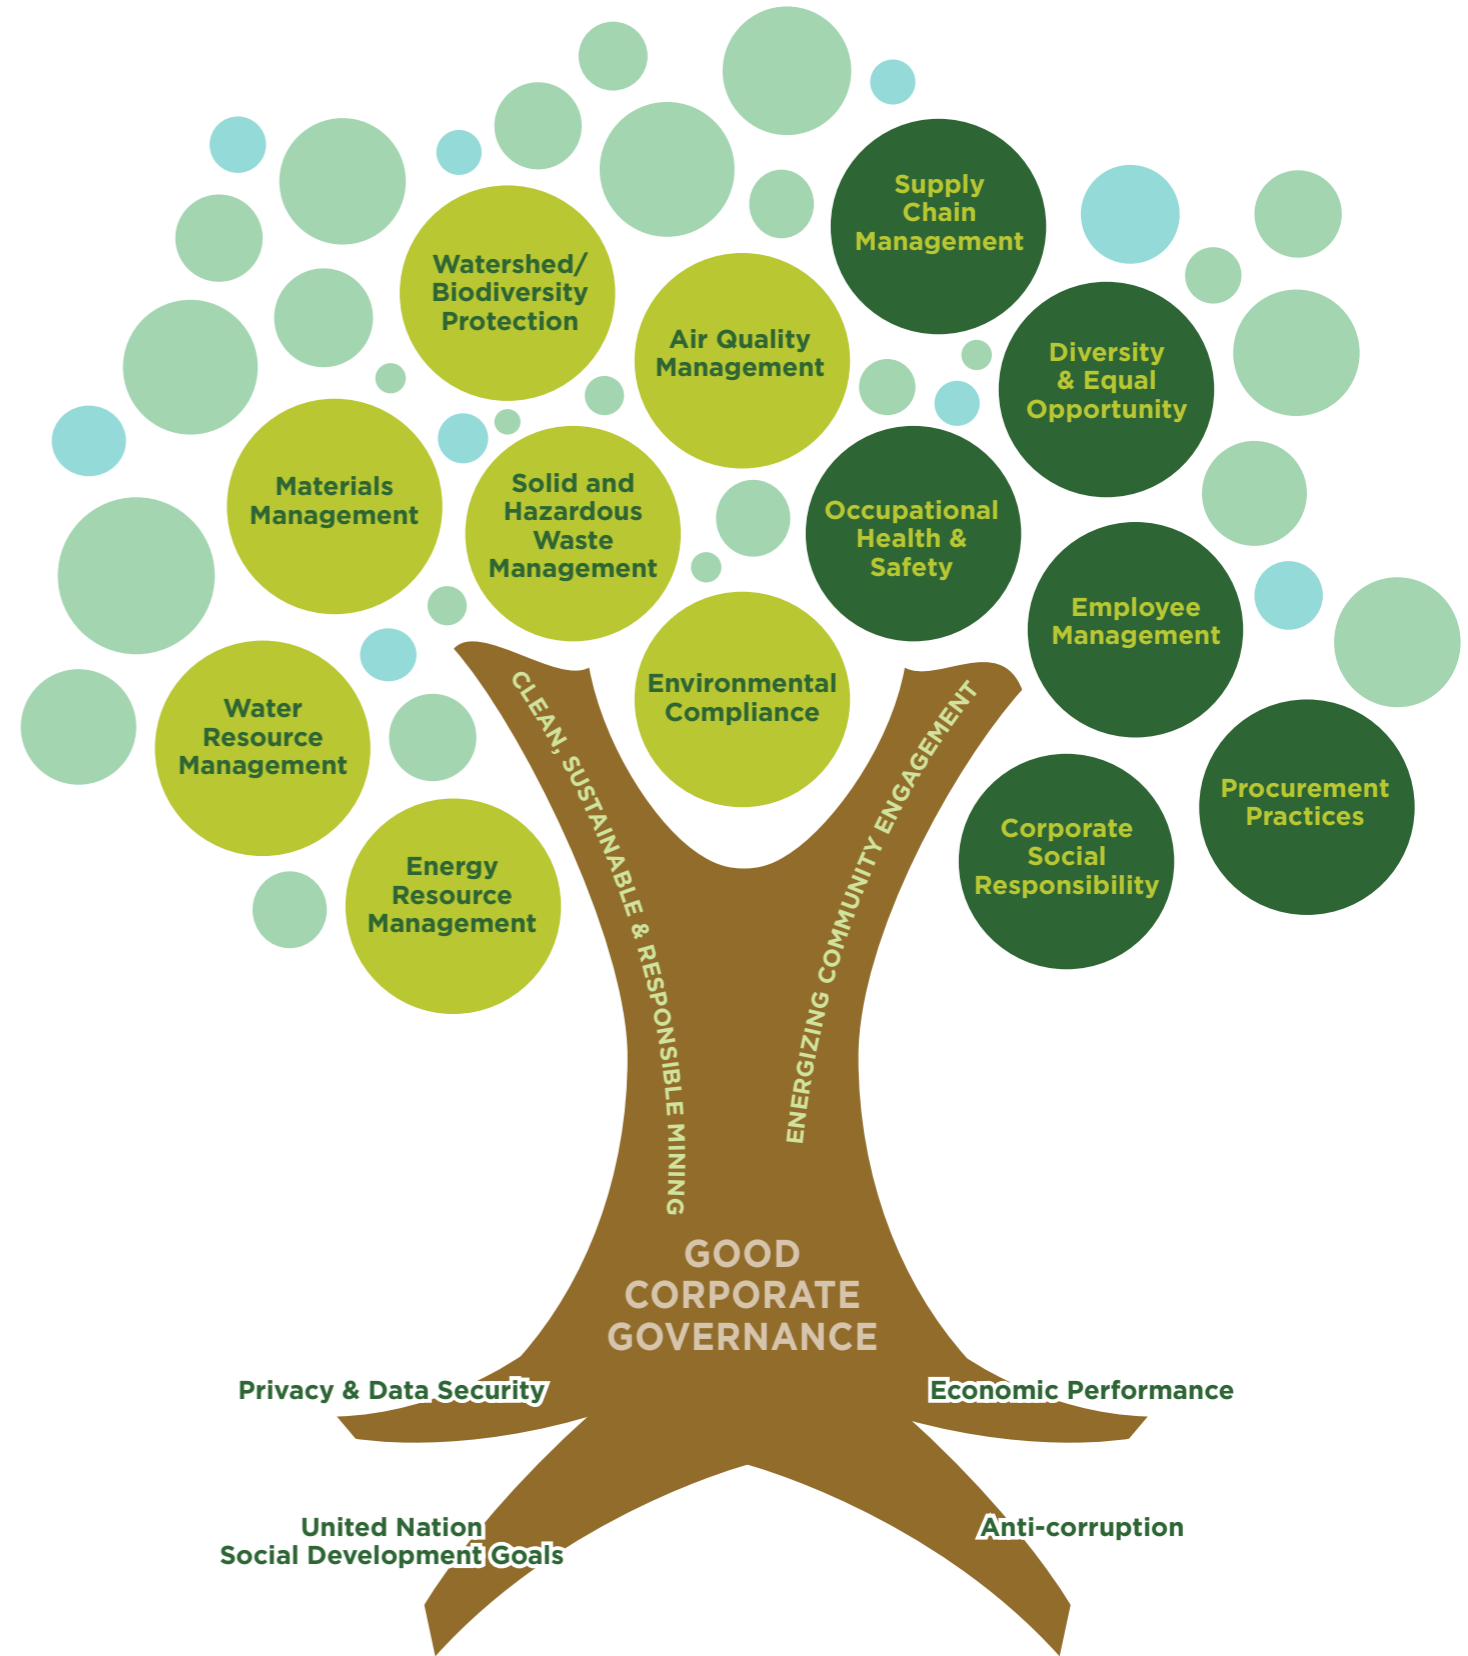 Supply
Chain
Management
Watershed/
Biodiversity
Protection
Air Quality
Management
Diversity
& Equal
Opportunity
Materials
Management
Solid and
Hazardous
Waste
Management
Occupational
Health &
Safety
Employee
Management
Water
Resource
Management
Environmental
Compliance
Procurement
Practices
Corporate
Social
Responsibility
Energy
Resource
Management
CLEAN, SUSTAINABLE & RESPONSIBLE MINING
ENERGIZING COMMUNITY ENGAGEMENT
GOOD
CORPORATE
GOVERNANCE
Privacy & Data Security
Economic Performance
United Nation
Social Development Goals
Anti-corruption